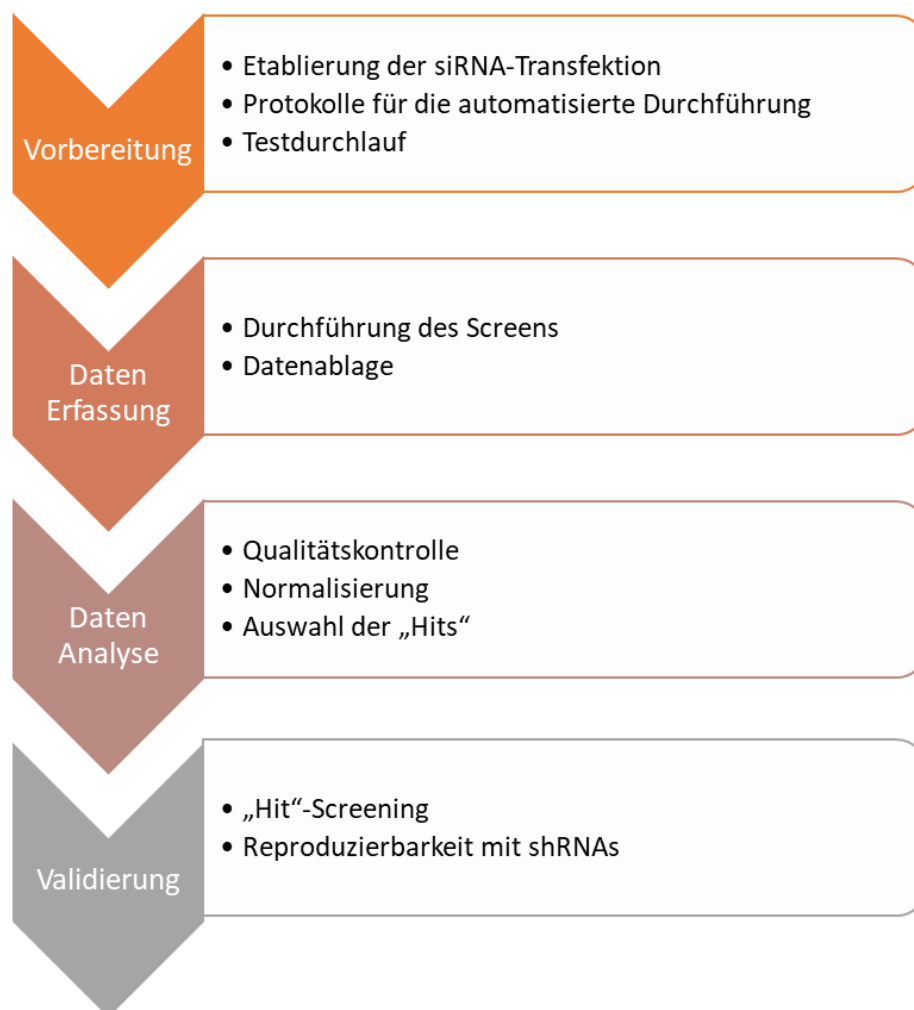 Vorbereitung
• Etablierung der siRNA-Transfektion
• Protokolle für die automatisierte Durchführung
• Testdurchlauf
Daten
Erfassung
• Durchführung des Screens
• Datenablage
Daten
Analyse
• Qualitätskontrolle
• Normalisierung
• Auswahl der „Hits“
Validierung
• „Hit“-Screening
• Reproduzierbarkeit mit shRNAs